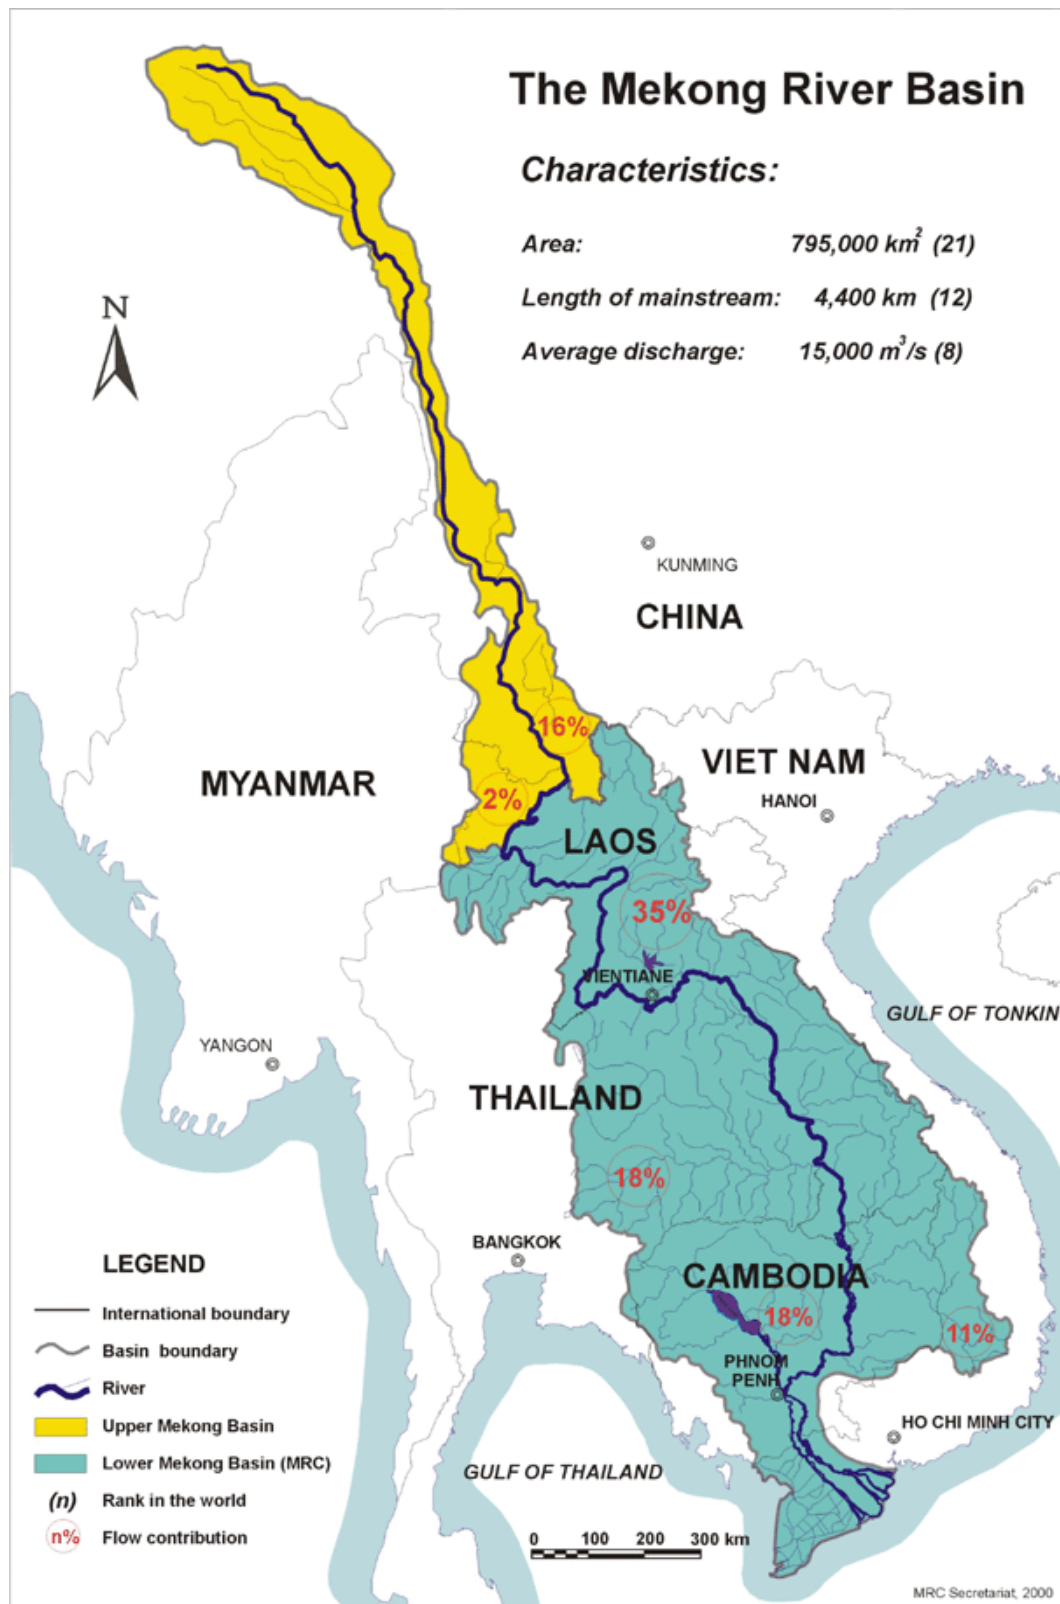 The Mekong River Basin
Characteristics:
Area: 795,000 km² (21)
Length of mainstream: 4,400 km (12)
Average discharge: 15,000 m³/s (8)
N
KUNMING
CHINA
16%
VIET NAM
MYANMAR
2%
HANOI
LAOS
35%
VIENTIANE
GULF OF TONKIN
YANGON
THAILAND
18%
BANGKOK
CAMBODIA
18%
11%
PHNOM
PENH
HO CHI MINH CITY
GULF OF THAILAND
LEGEND
International boundary
Basin boundary
River
Upper Mekong Basin
Lower Mekong Basin (MRC)
(n) Rank in the world
n% Flow contribution
0 100 200 300 km
MRC Secretariat, 2000